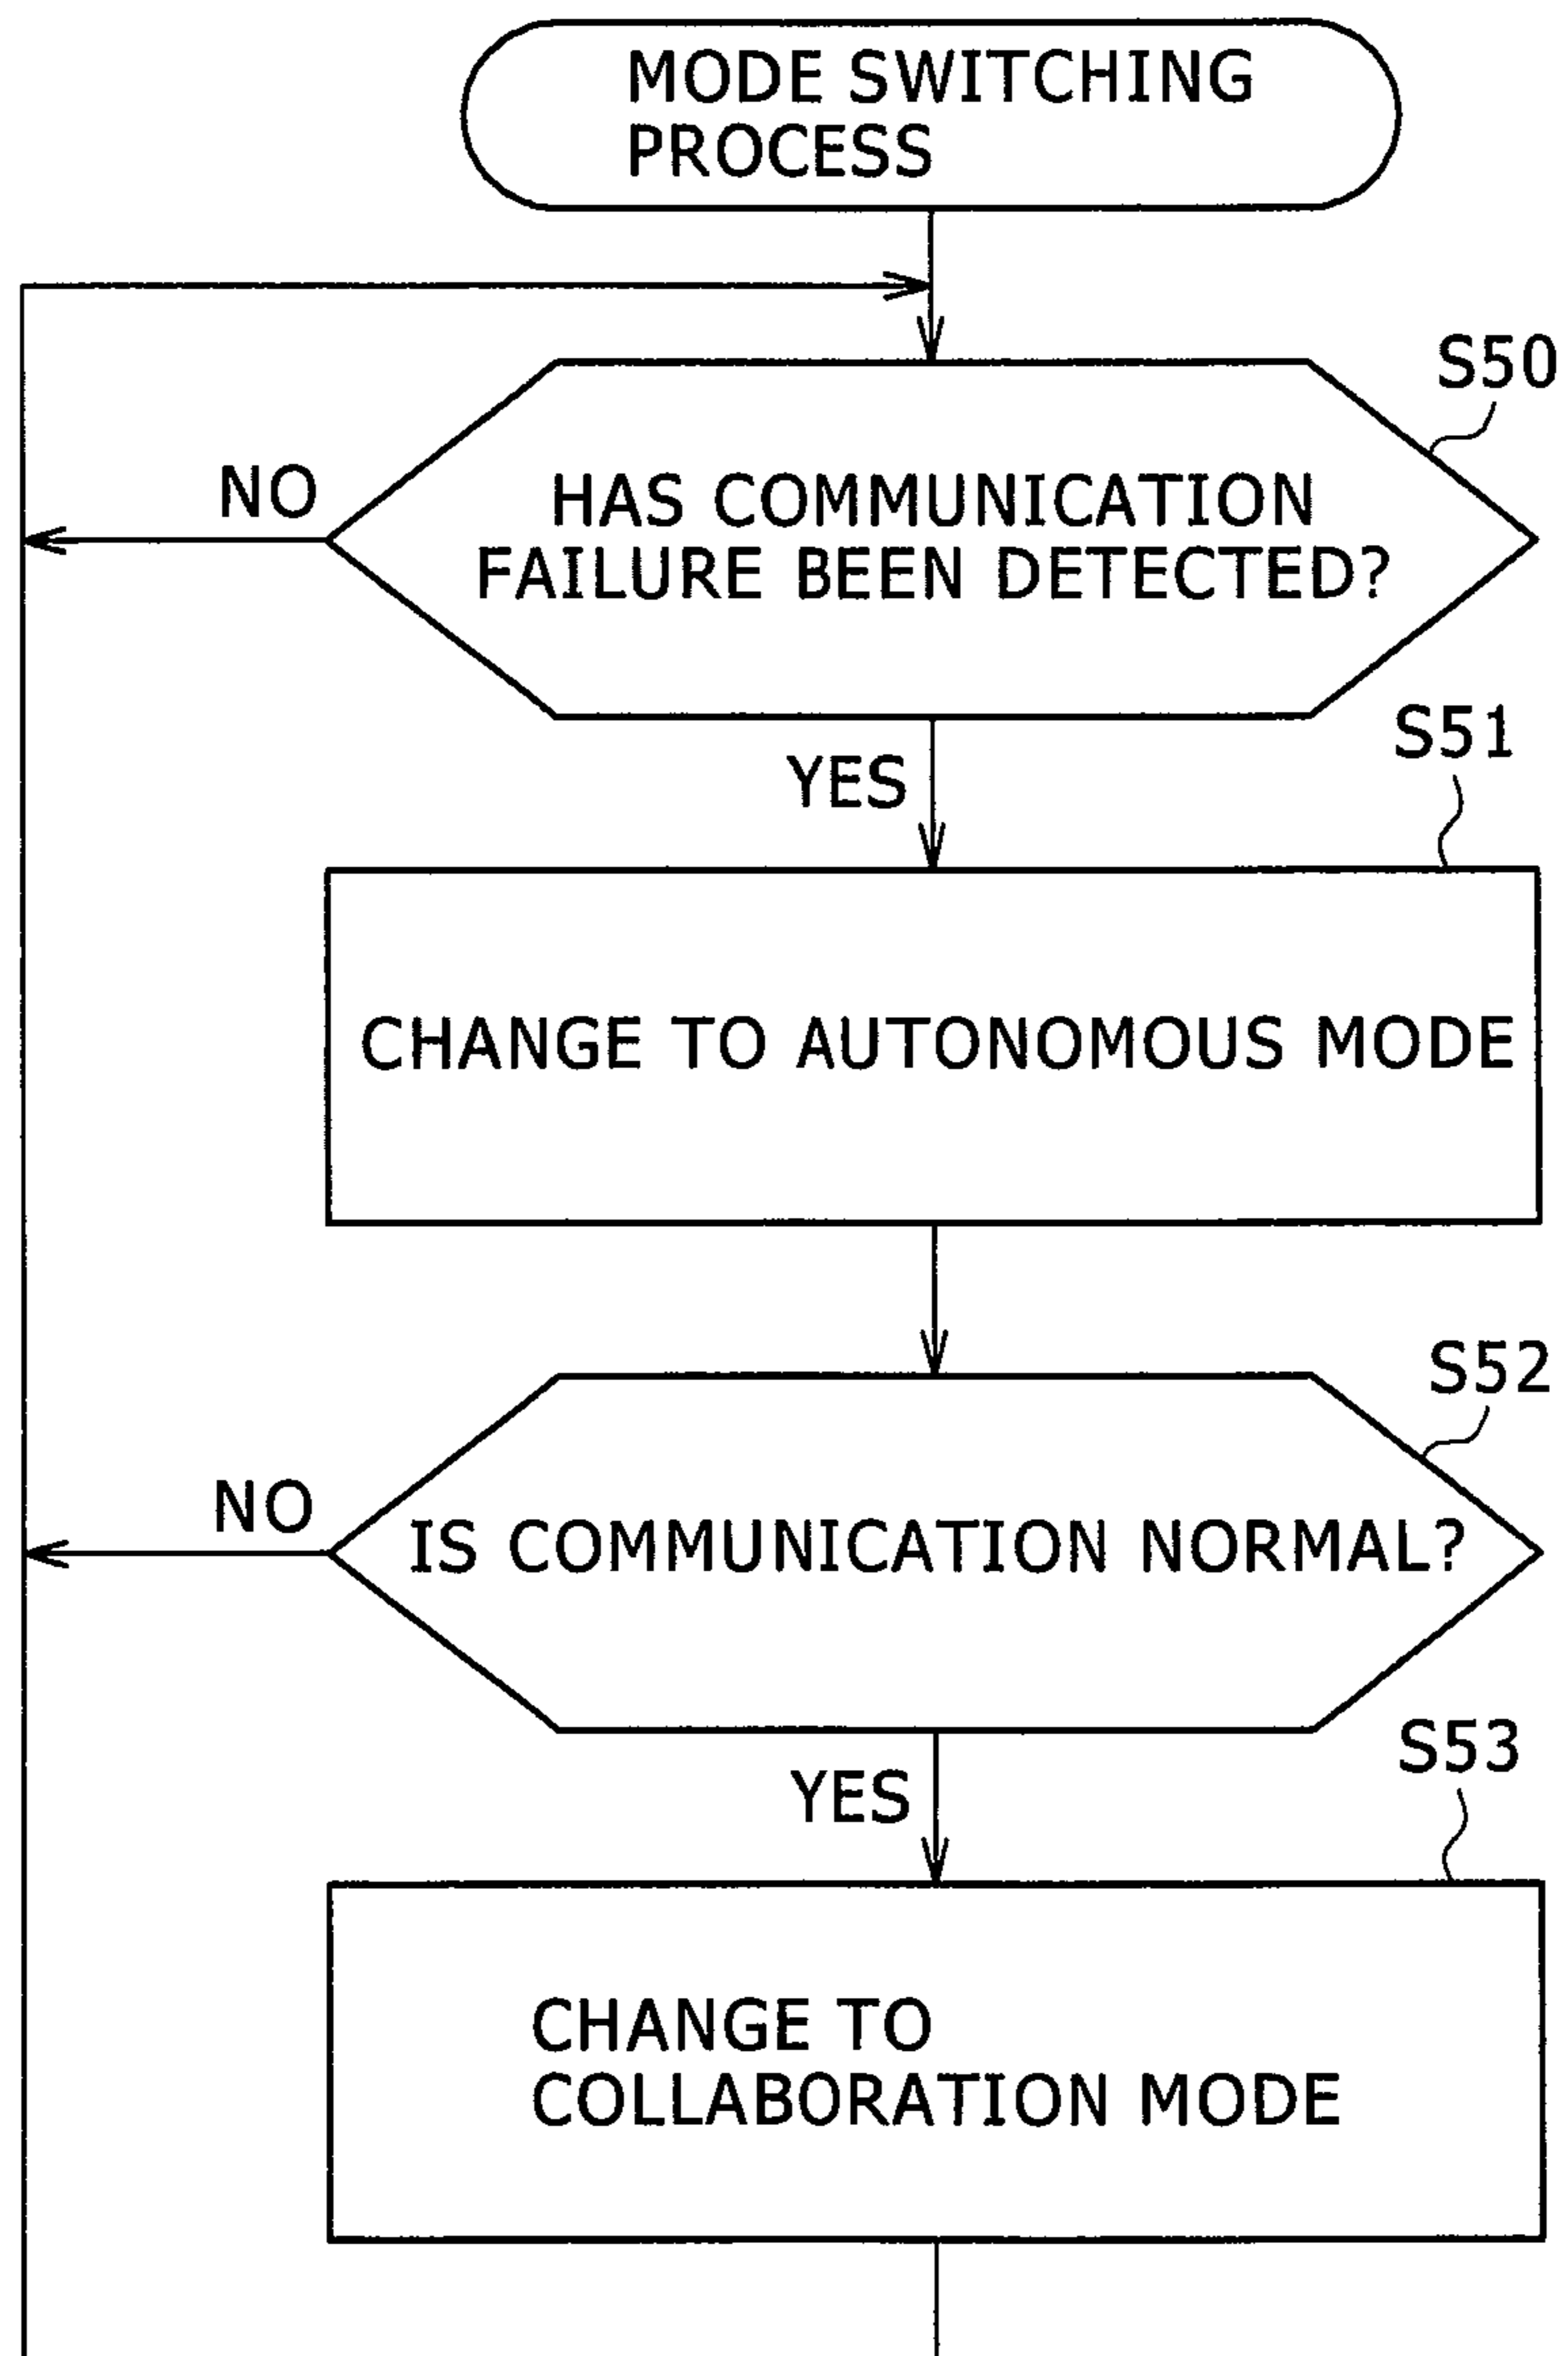 MODE SWITCHING
PROCESS
S50
NO
HAS COMMUNICATION
FAILURE BEEN DETECTED?
S51
YES
CHANGE TO AUTONOMOUS MODE
S52
NO
IS COMMUNICATION NORMAL?
S53
YES
CHANGE TO
COLLABORATION MODE